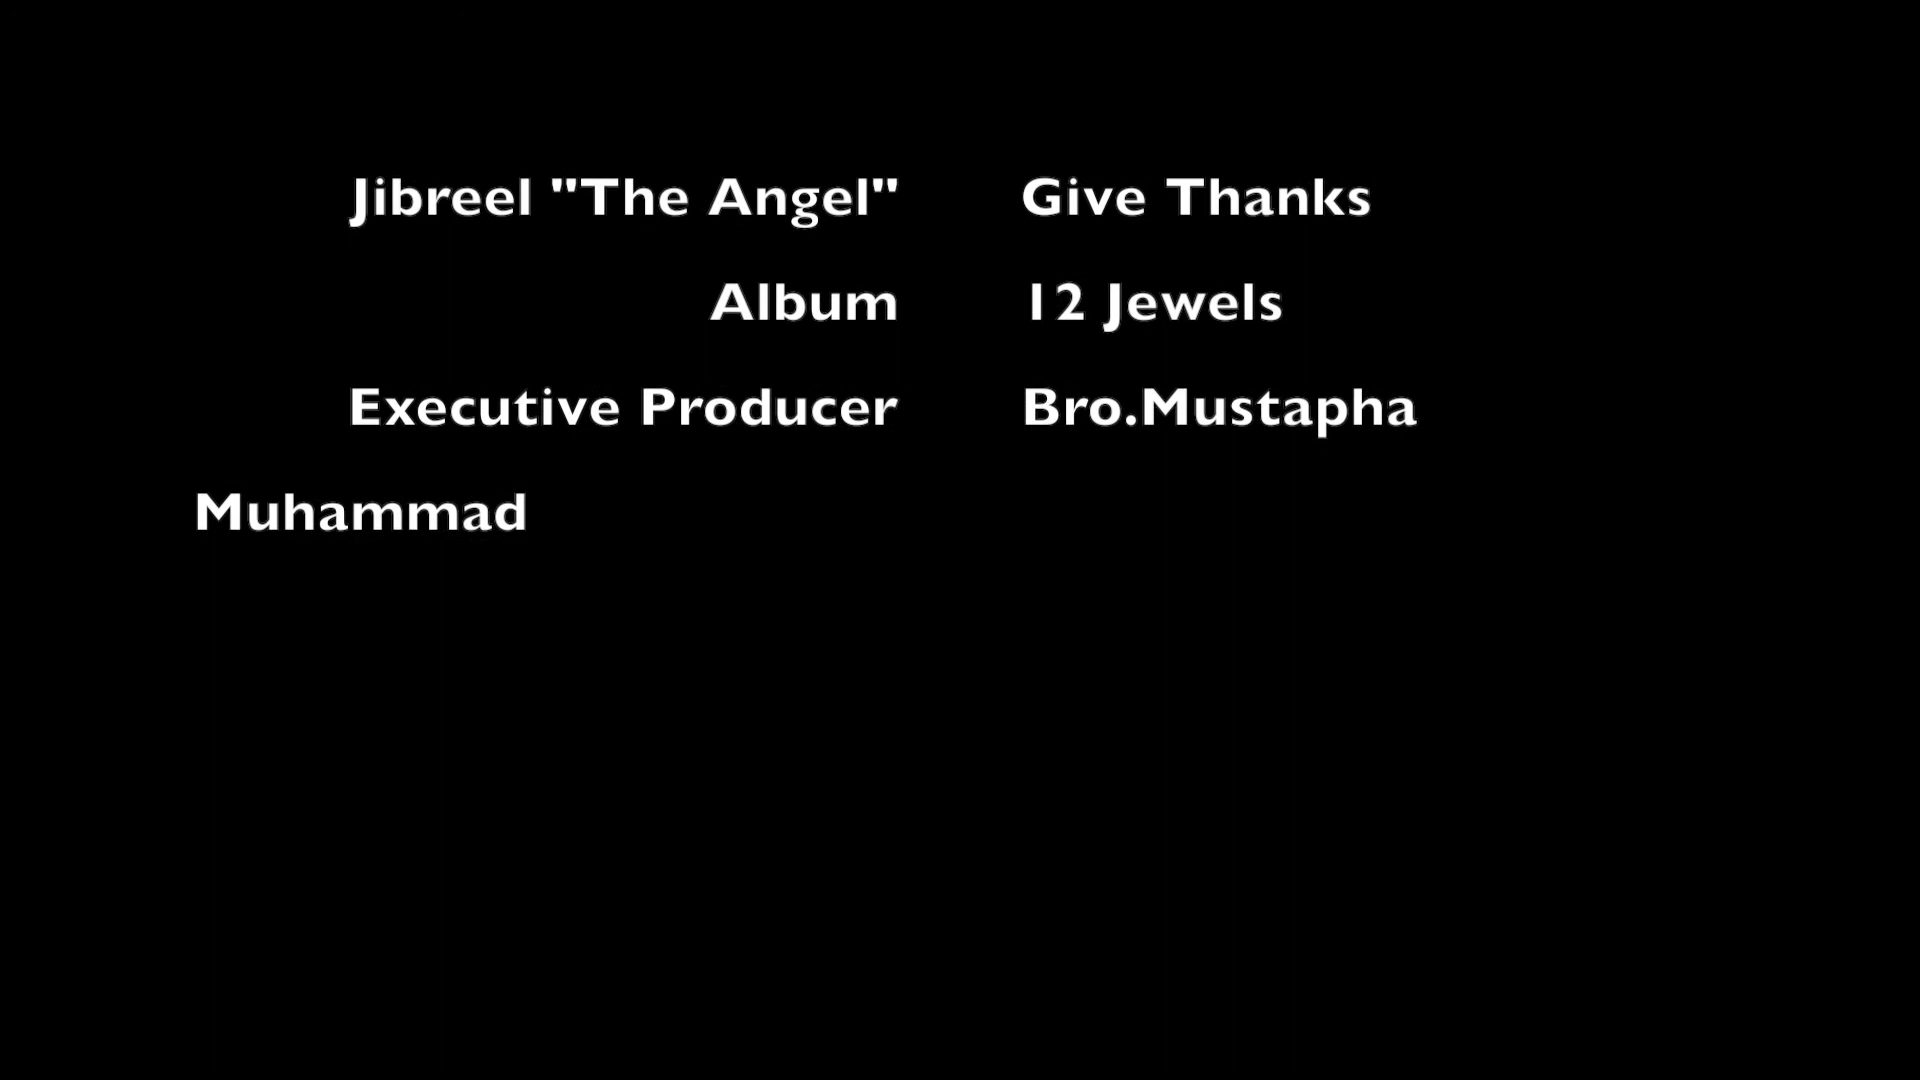 Jibreel "The Angel" Give Thanks
Album 12 Jewels
Executive Producer Bro.Mustapha
Muhammad